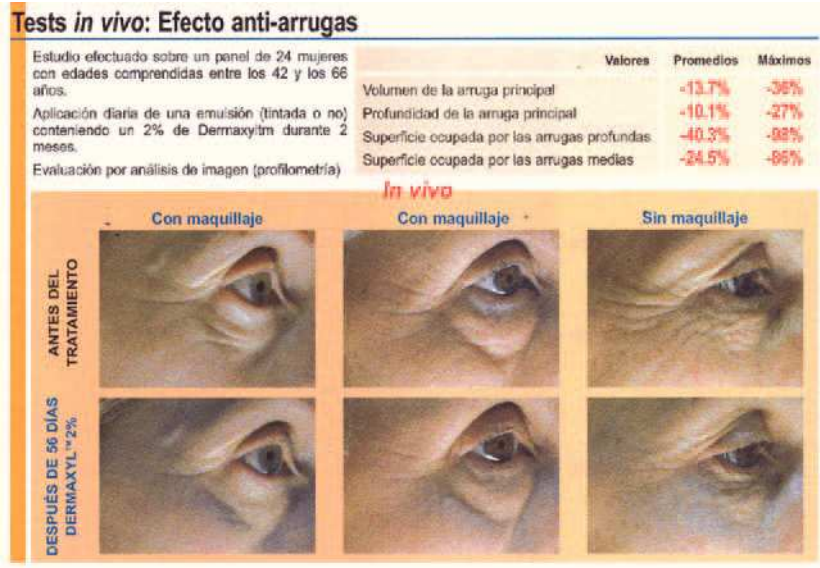 Tests in vivo: Efecto anti-arrugas
Estudio efectuado sobre un panel de 24 mujeres
con edades comprendidas entre los 42 y los 66
años.
Aplicación diaria de una emulsión (tintada o no)
conteniendo un 2% de Dermaxyltm durante 2
meses.
Evaluación por análisis de imagen (profilometría)
Valores Promedios Máximos
Volumen de la arruga principal -13.7% -36%
Profundidad de la arruga principal -10.1% -27%
Superficie ocupada por las arrugas profundas -40.3% -98%
Superficie ocupada por las arrugas medias -24.5% -86%
In vivo
Con maquillaje Con maquillaje Sin maquillaje
ANTES DEL
TRATAMIENTO
DESPUÉS DE 56 DÍAS
DERMAXYL™ 2%